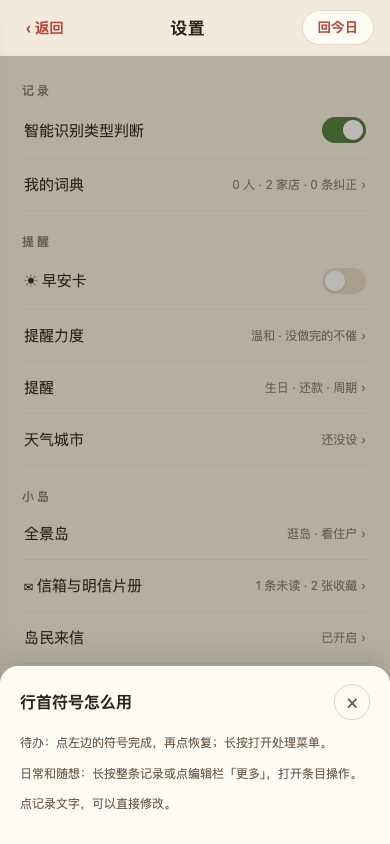 ‹ 返回
设置
回今日
记录
智能识别类型判断
我的词典
0 人 · 2 家店 · 0 条纠正 ›
提醒
☀ 早安卡
提醒力度
温和 · 没做完的不催 ›
提醒
生日 · 还款 · 周期 ›
天气城市
还没设 ›
小岛
全景岛
逛岛 · 看住户 ›
✉ 信箱与明信片册
1 条未读 · 2 张收藏 ›
岛民来信
已开启 ›
行首符号怎么用
×
待办：点左边的符号完成，再点恢复；长按打开处理菜单。
日常和随想：长按整条记录或点编辑栏「更多」，打开条目操作。
点记录文字，可以直接修改。